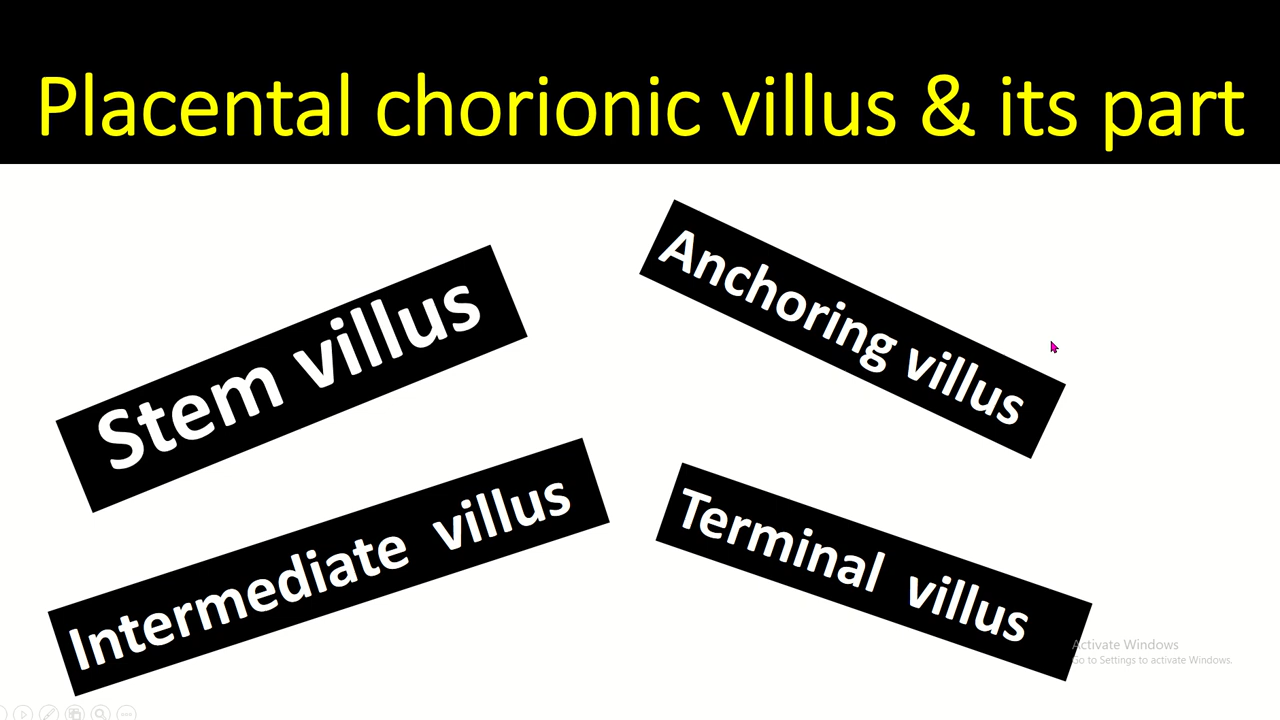 Placental chorionic villus & its part
Stem villus
Anchoring villus
Intermediate villus
Terminal villus
Activate Windows
Go to Settings to activate Windows.